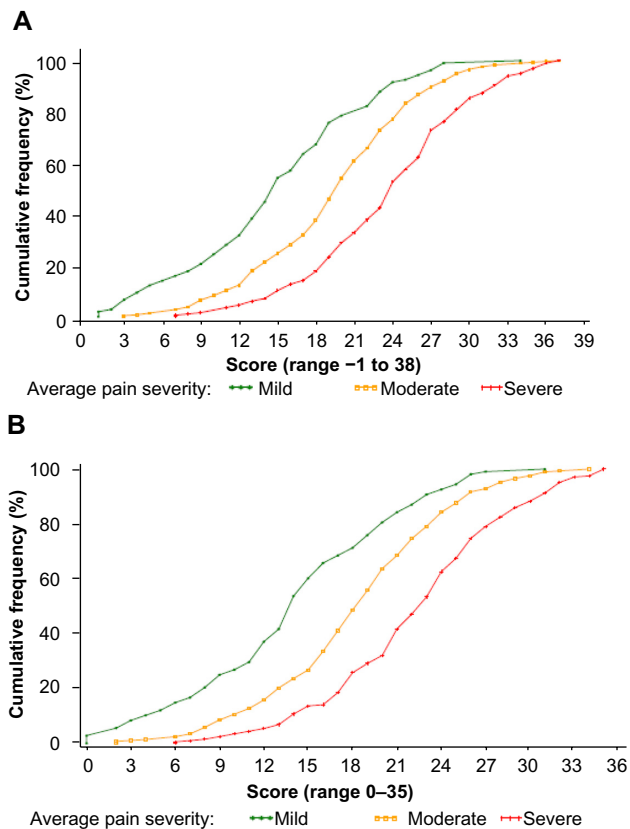 A
Cumulative frequency (%)
100
80
60
40
20
0
0 3 6 9 12 15 18 21 24 27 30 33 36 39
Score (range −1 to 38)
Average pain severity: Mild Moderate Severe
B
Cumulative frequency (%)
100
80
60
40
20
0
0 3 6 9 12 15 18 21 24 27 30 33 36
Score (range 0–35)
Average pain severity: Mild Moderate Severe